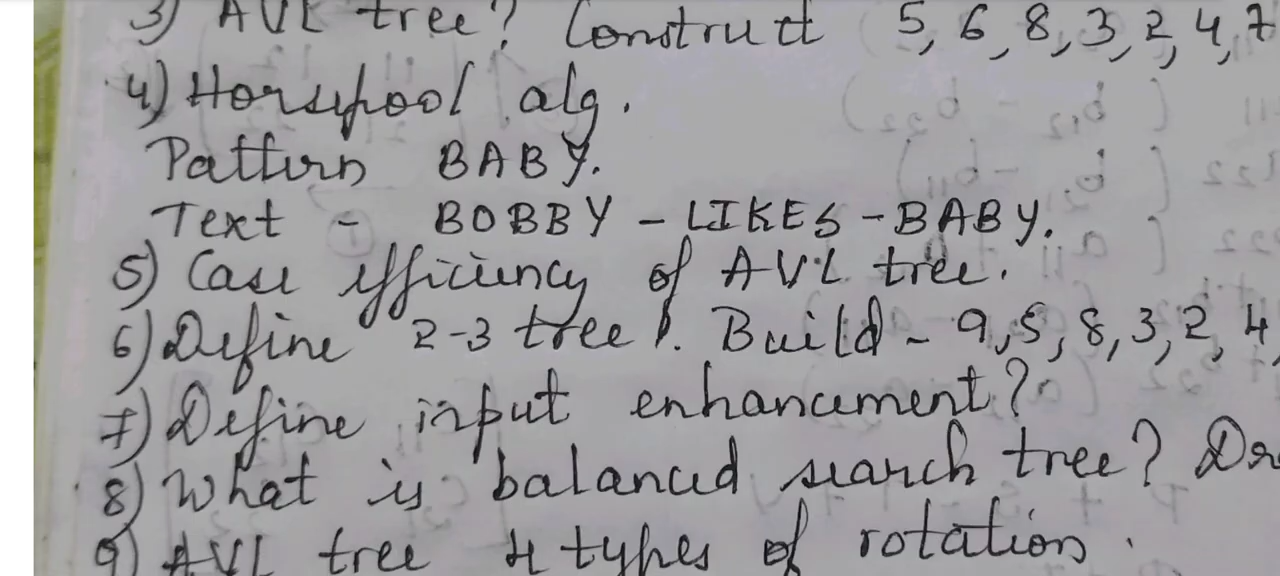 3) AVL tree? Construct 5, 6, 8, 3, 2, 4, 7
4) Horspool alg.
Pattern BABY.
Text - BOBBY - LIKES - BABY.
5) Case efficiency of AVL tree.
6) Define 2-3 tree. Build - 9, 5, 8, 3, 2, 4,
7) Define input enhancement?
8) What is balanced search tree?
9) AVL tree 4 types of rotation.